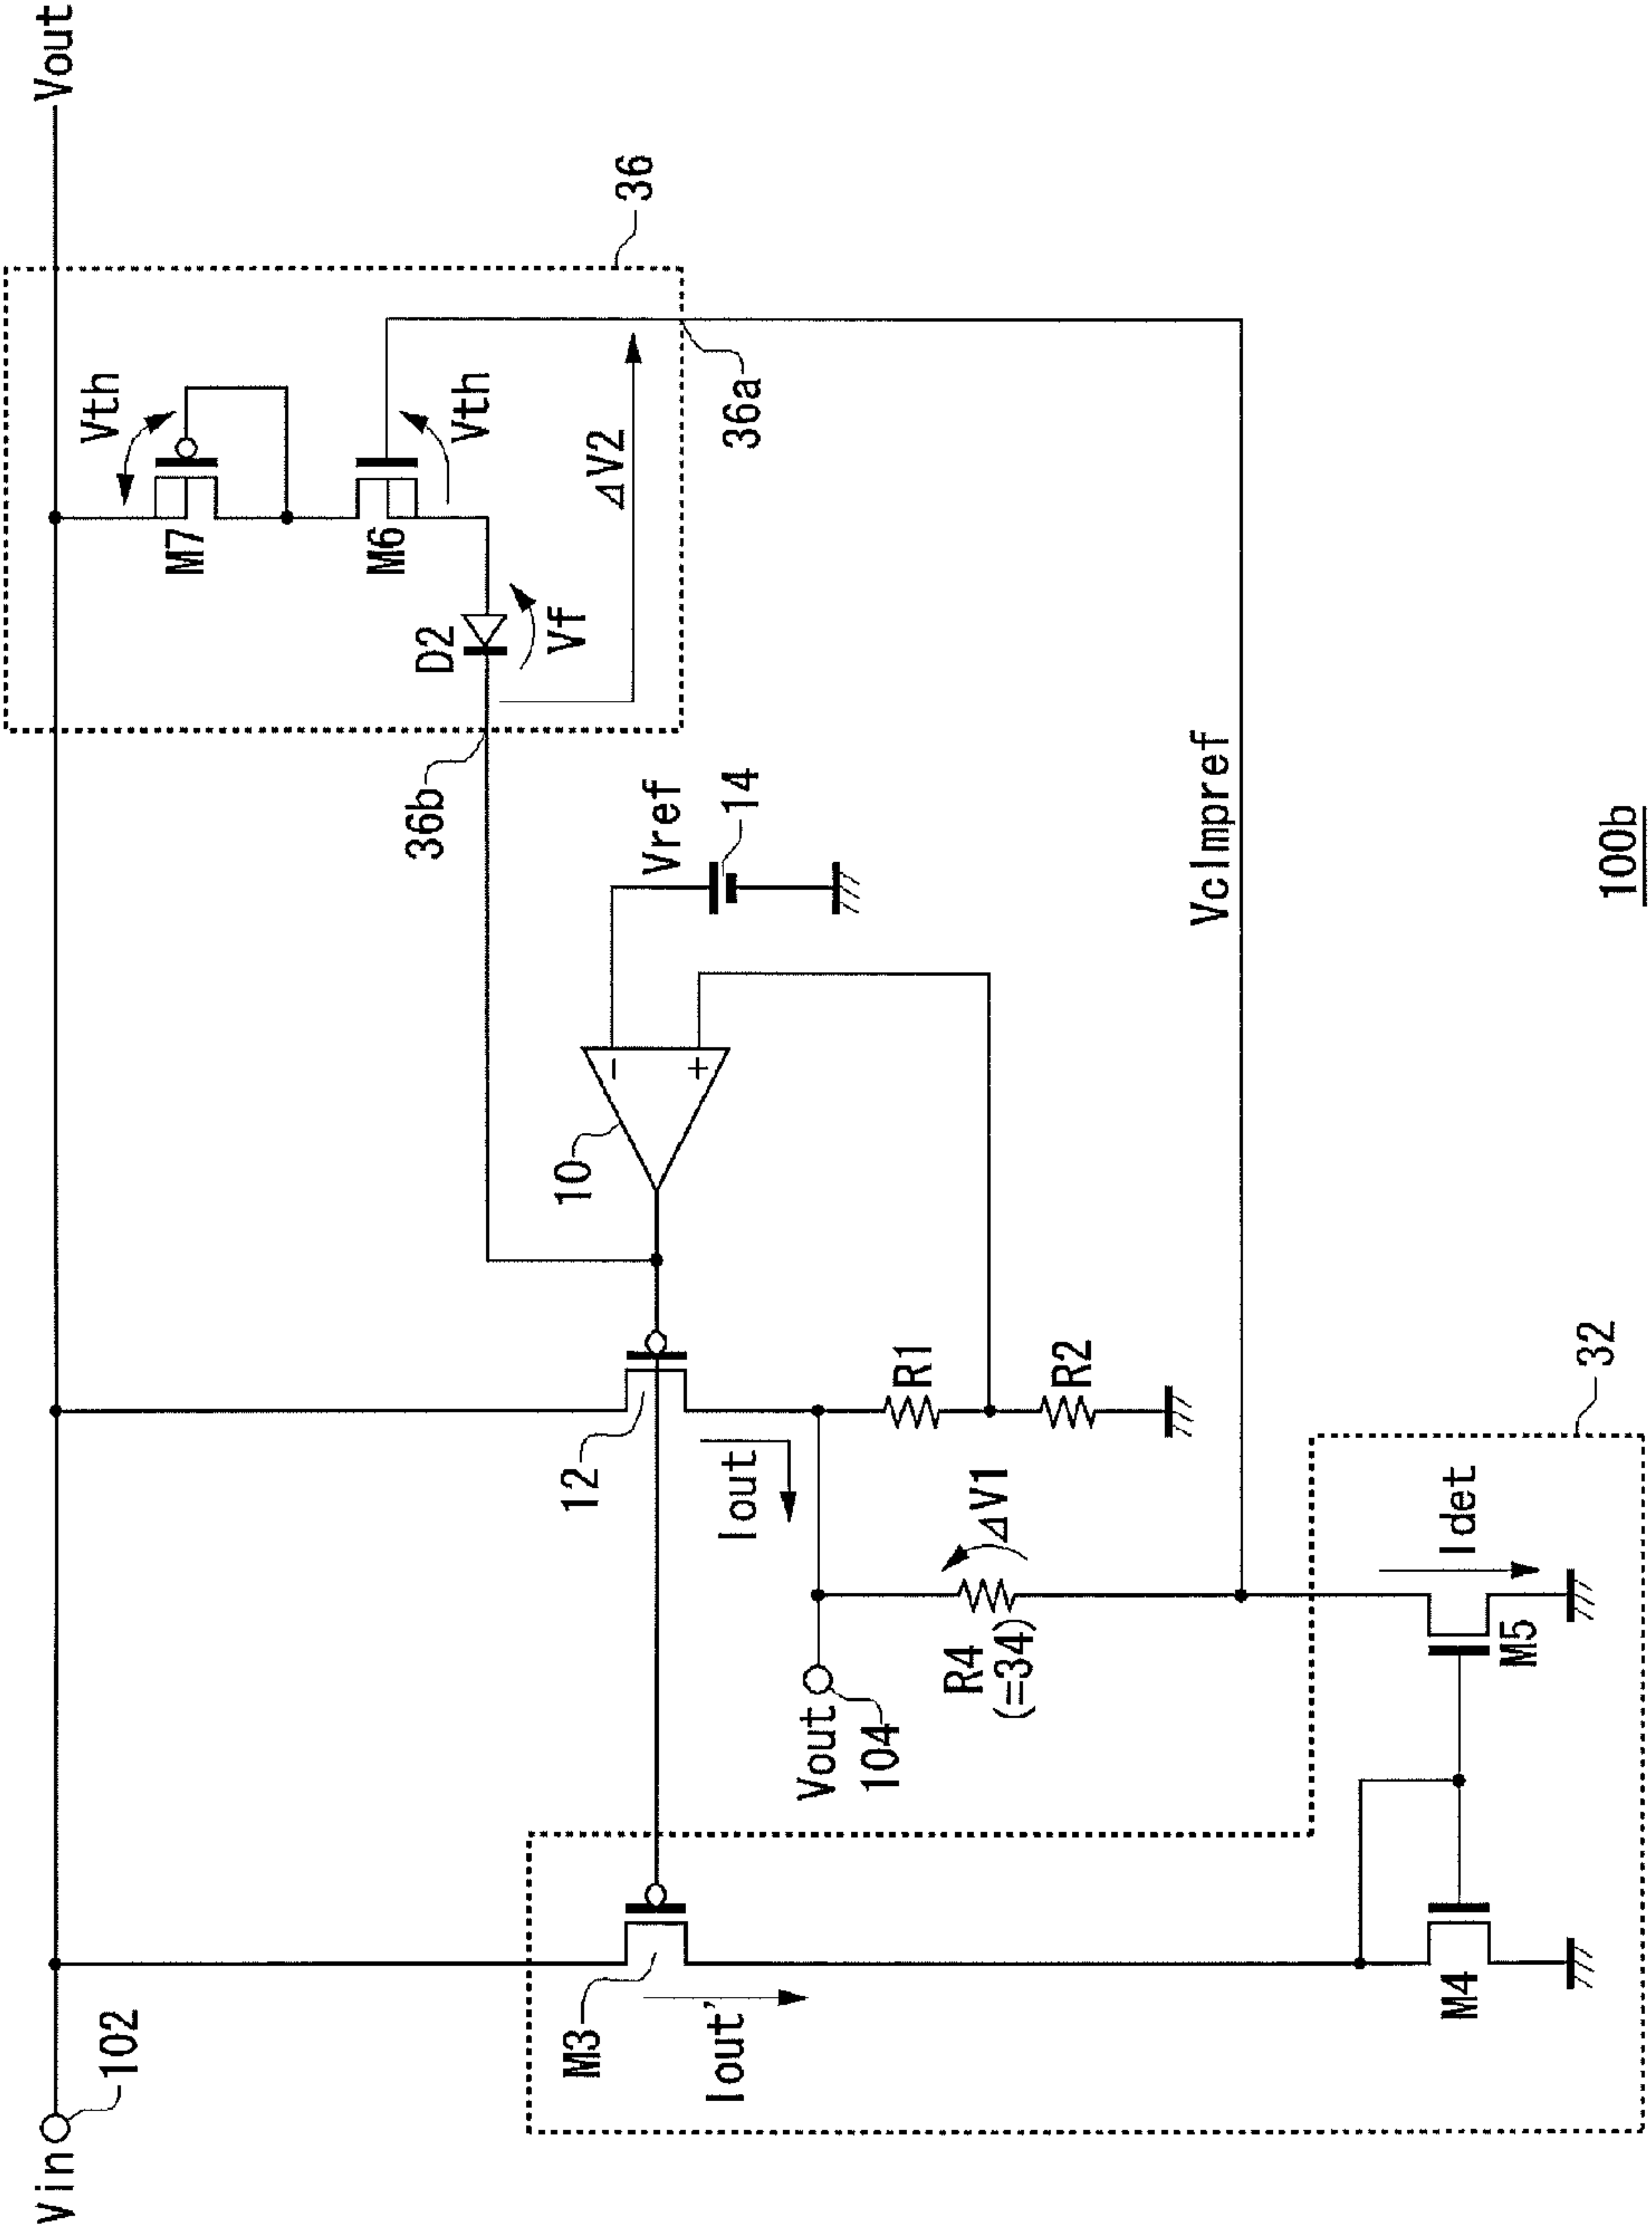 Vin
102
Vout
Vth
M7
M6
Vth
D2
Vf
ΔV2
36
36a
36b
Vref
14
-
+
10
12
Iout
R1
R2
ΔV1
R4
(=34)
Vout
104
Vclmpref
M3
Iout'
32
Idet
M5
M4
100b